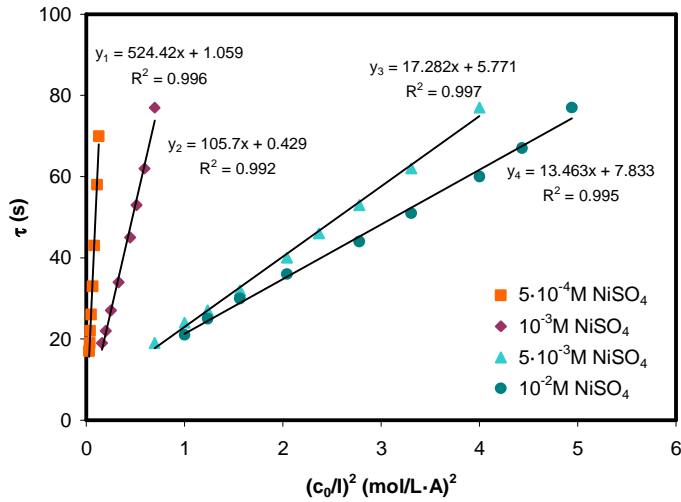 100
80
60
40
20
0
τ (s)
y₁ = 524.42x + 1.059
R² = 0.996
y₂ = 105.7x + 0.429
R² = 0.992
y₃ = 17.282x + 5.771
R² = 0.997
y₄ = 13.463x + 7.833
R² = 0.995
5·10⁻⁴M NiSO₄
10⁻³M NiSO₄
5·10⁻³M NiSO₄
10⁻²M NiSO₄
0 1 2 3 4 5 6
(c₀/I)² (mol/L·A)²